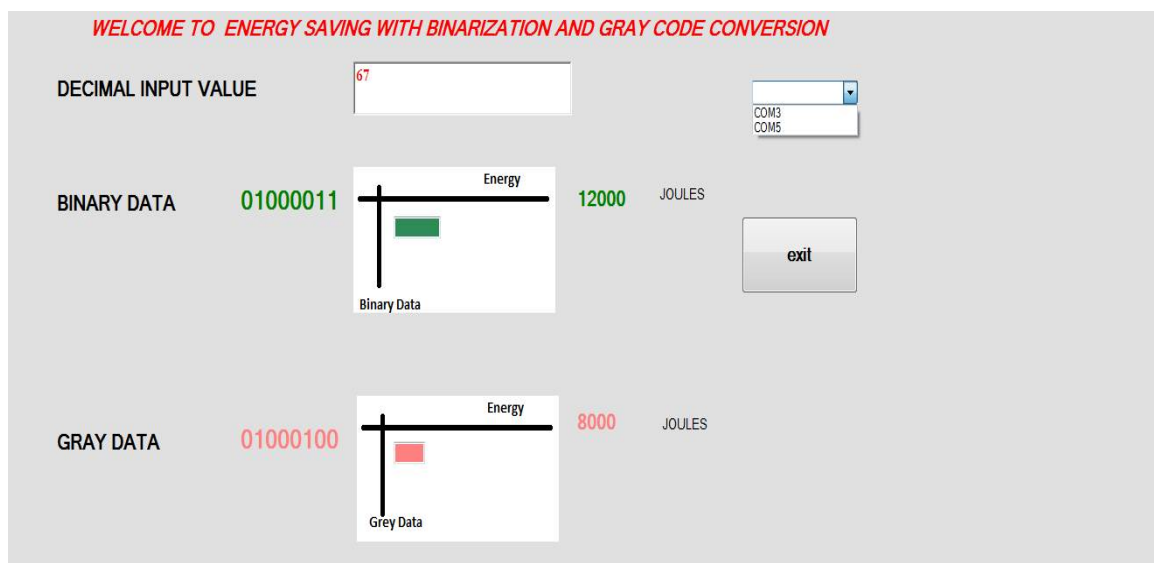 WELCOME TO ENERGY SAVING WITH BINARIZATION AND GRAY CODE CONVERSION
DECIMAL INPUT VALUE
67
COM3
COM5
BINARY DATA
01000011
Energy
Binary Data
12000
JOULES
exit
GRAY DATA
01000100
Energy
Grey Data
8000
JOULES